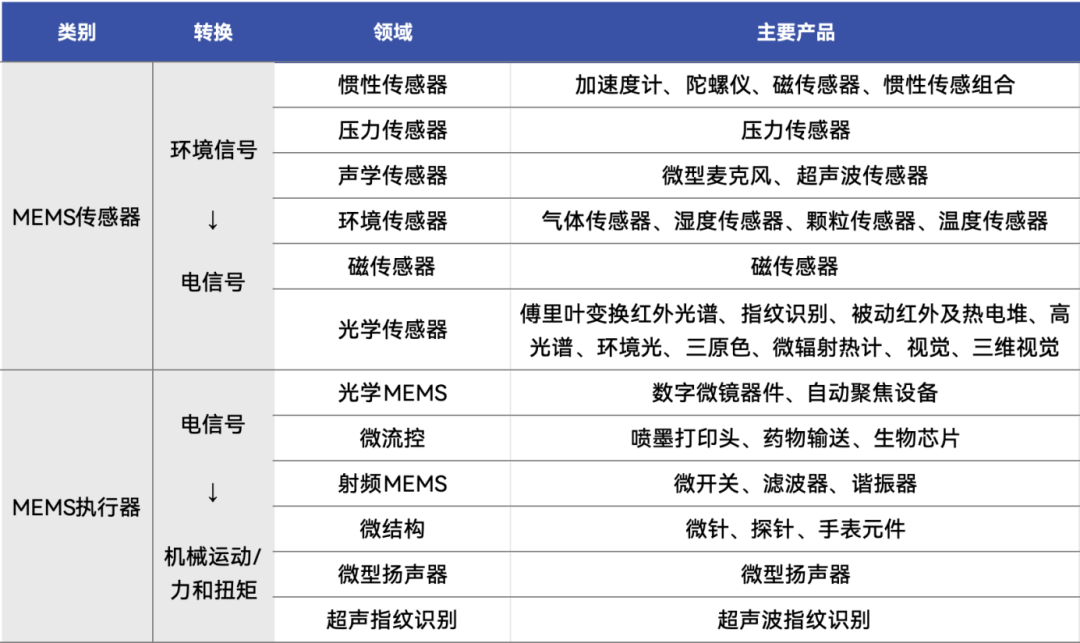 类别 转换 领域 主要产品
MEMS传感器
环境信号
↓
电信号
惯性传感器 加速度计、陀螺仪、磁传感器、惯性传感组合
压力传感器 压力传感器
声学传感器 微型麦克风、超声波传感器
环境传感器 气体传感器、湿度传感器、颗粒传感器、温度传感器
磁传感器 磁传感器
光学传感器 傅里叶变换红外光谱、指纹识别、被动红外及热电堆、高
光谱、环境光、三原色、微辐射热计、视觉、三维视觉
MEMS执行器
电信号
↓
机械运动/
力和扭矩
光学MEMS 数字微镜器件、自动聚焦设备
微流控 喷墨打印头、药物输送、生物芯片
射频MEMS 微开关、滤波器、谐振器
微结构 微针、探针、手表元件
微型扬声器 微型扬声器
超声指纹识别 超声波指纹识别